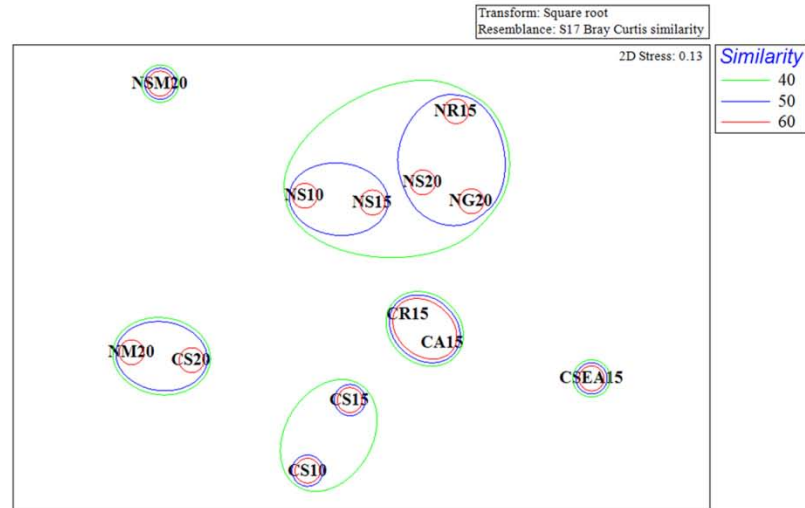 Transform: Square root
Resemblance: S17 Bray Curtis similarity
2D Stress: 0.13
Similarity
40
50
60
NSM20
NR15
NS20
NS10
NS15
NG20
CR15
CA15
NM20
CS20
CSEA15
CS15
CS10